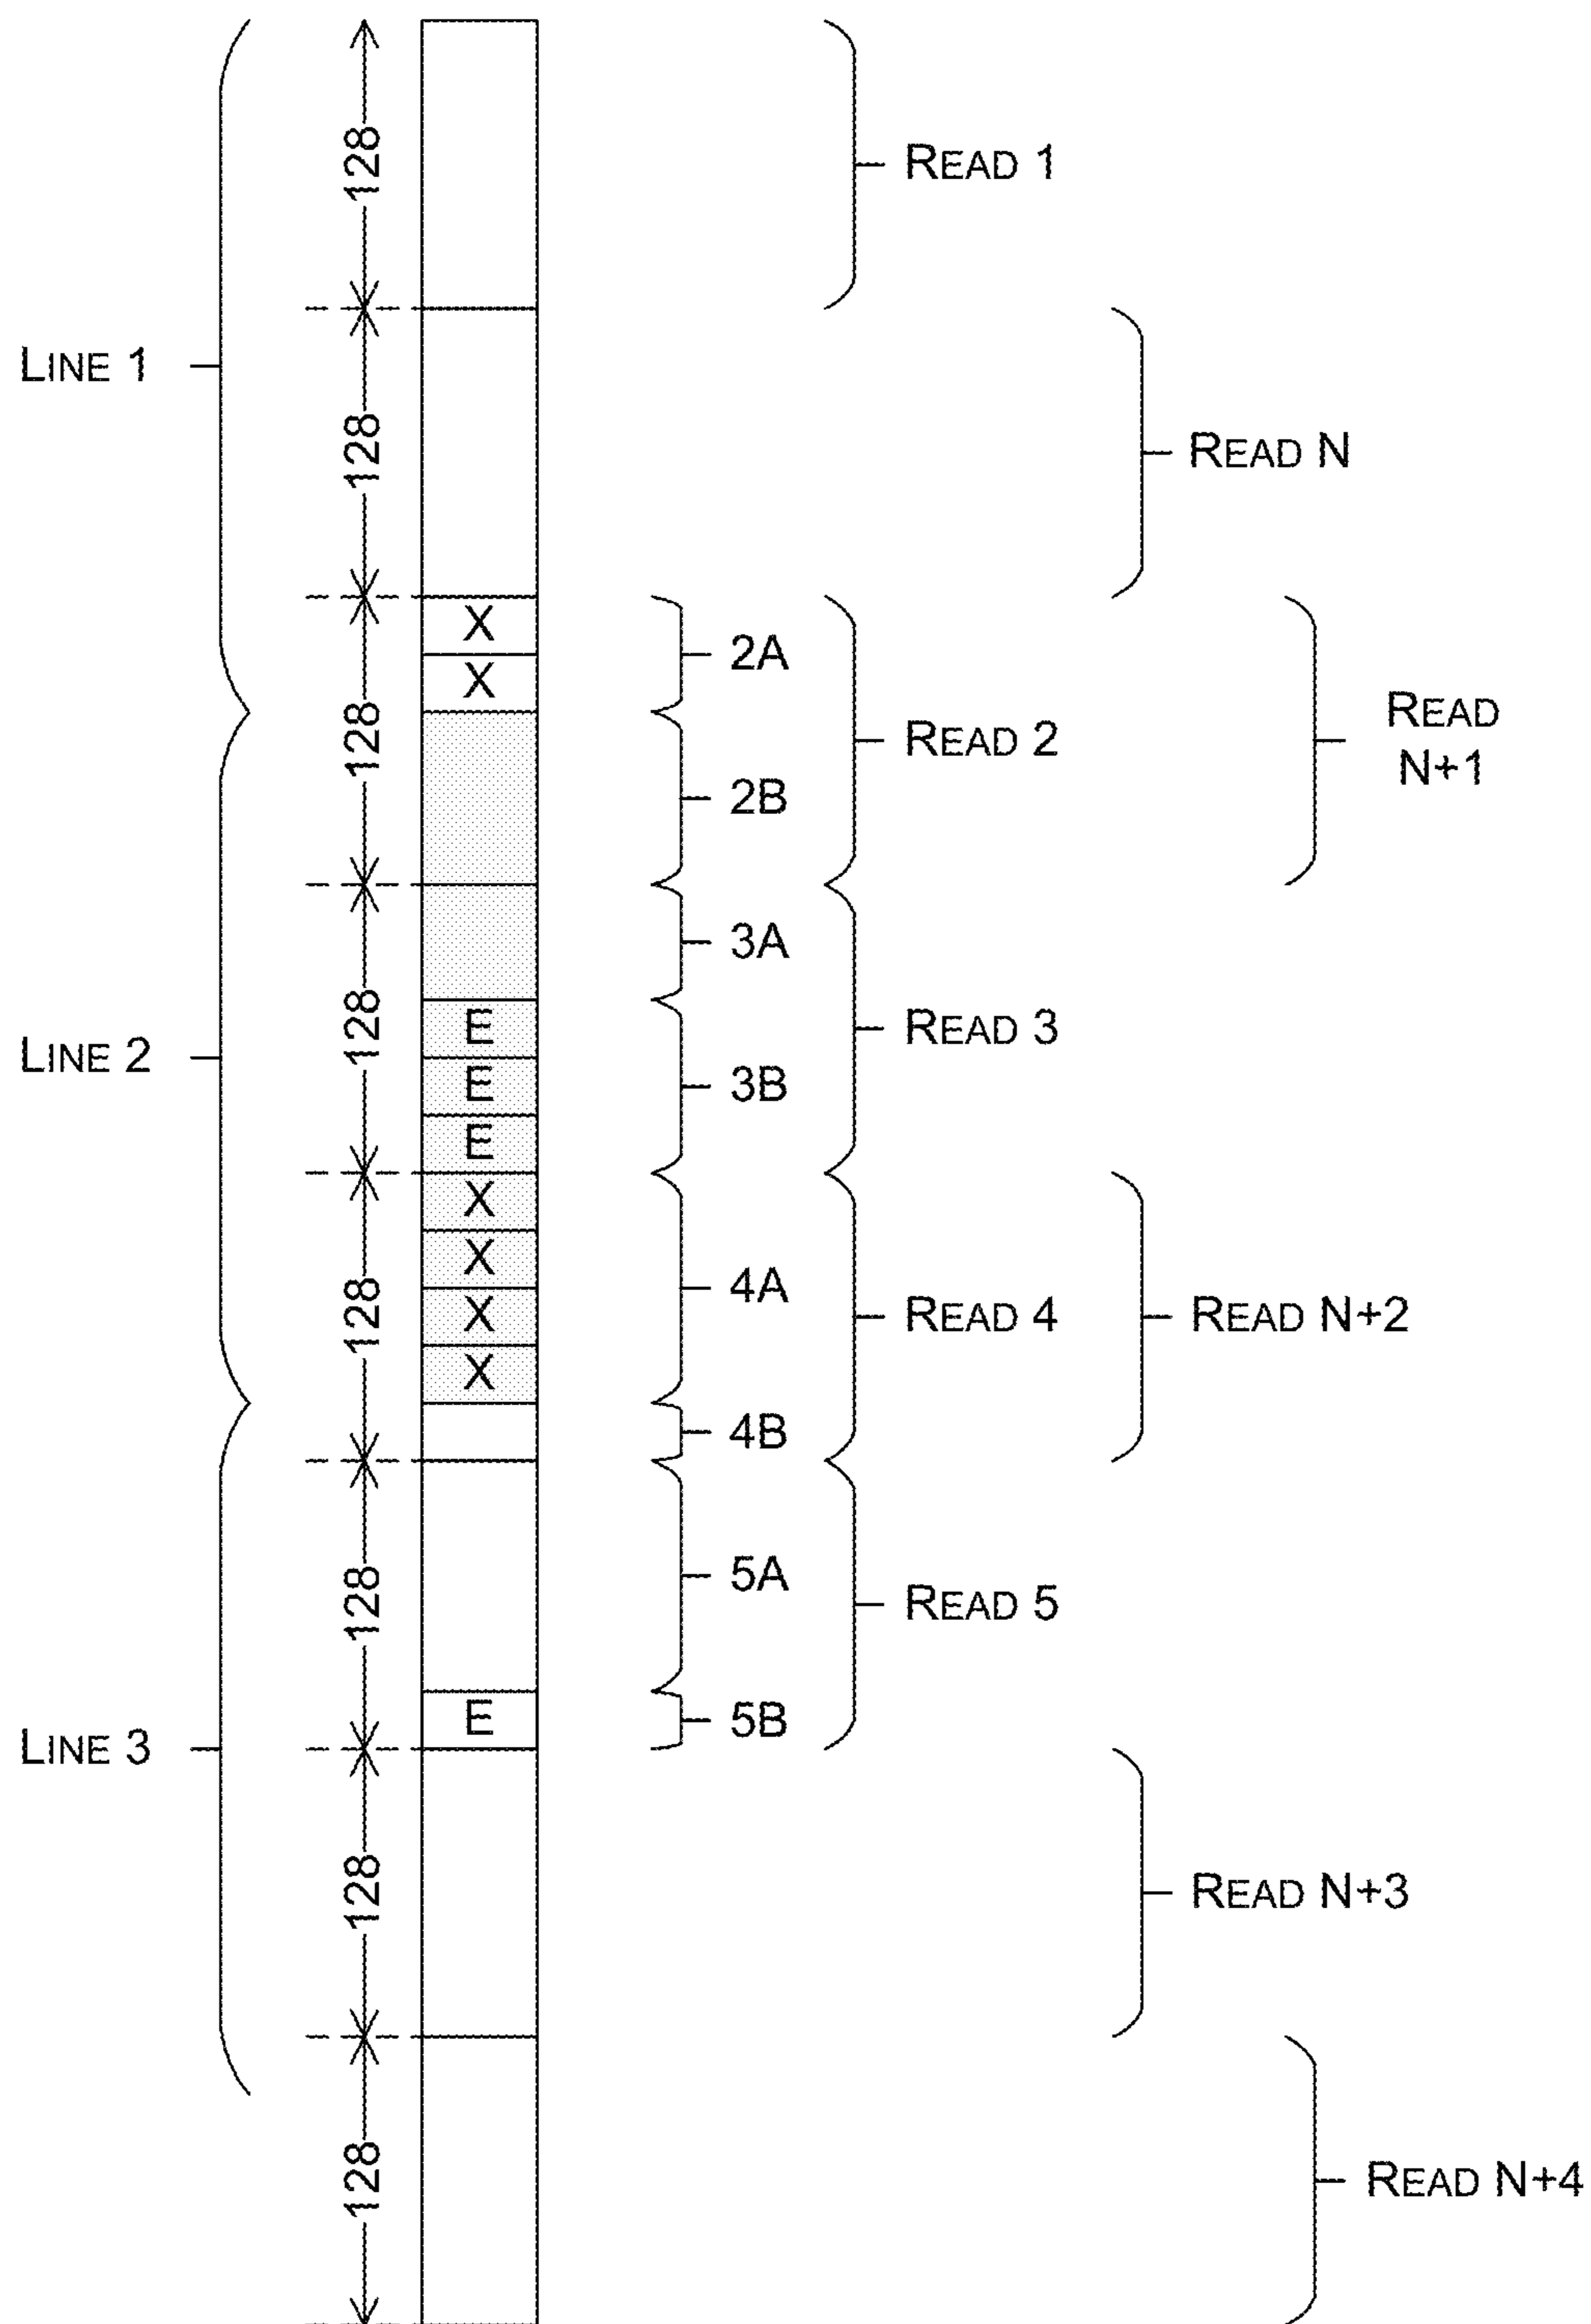 128
READ 1
LINE 1
128
READ N
X
2A
X
READ
N+1
128
READ 2
2B
3A
E
128
READ 3
LINE 2
E
3B
E
X
X
4A
128
X
READ 4
READ N+2
X
4B
5A
128
READ 5
E
5B
LINE 3
128
READ N+3
128
READ N+4